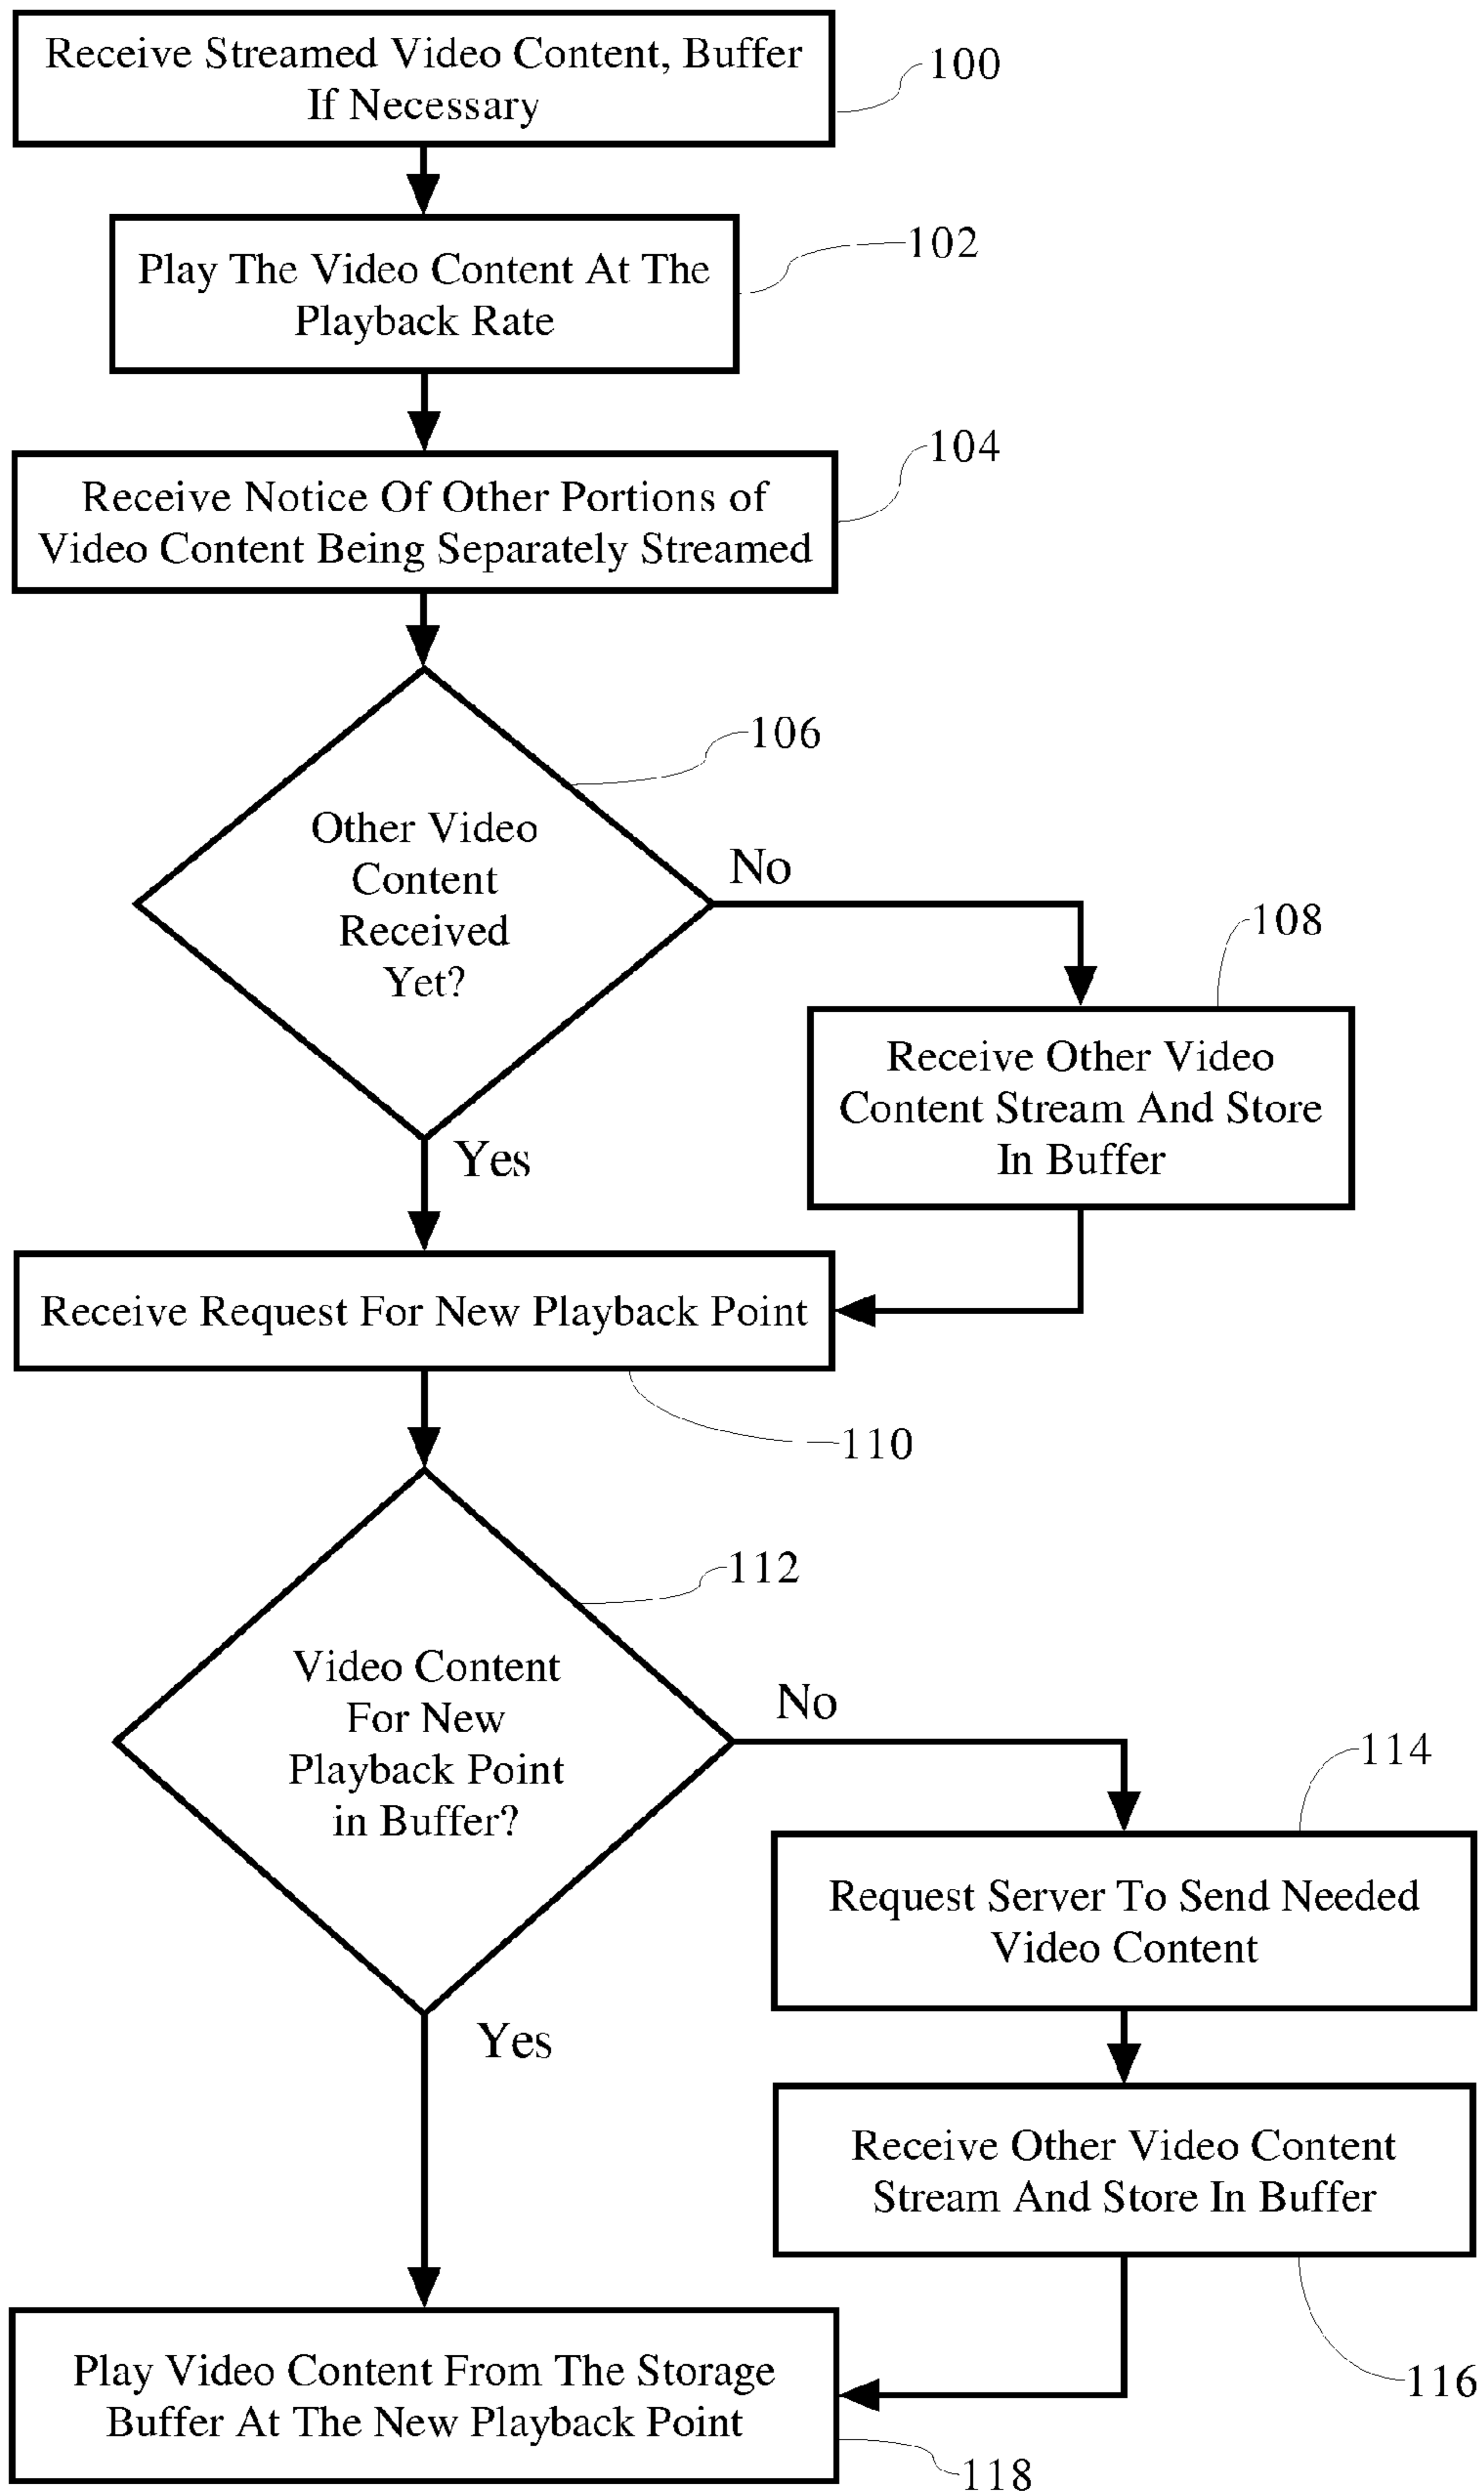 Receive Streamed Video Content, Buffer
If Necessary
100
Play The Video Content At The
Playback Rate
102
Receive Notice Of Other Portions of
Video Content Being Separately Streamed
104
Other Video
Content
Received
Yet?
106
No
Yes
Receive Other Video
Content Stream And Store
In Buffer
108
Receive Request For New Playback Point
110
Video Content
For New
Playback Point
in Buffer?
112
No
Yes
Request Server To Send Needed
Video Content
114
Receive Other Video Content
Stream And Store In Buffer
116
Play Video Content From The Storage
Buffer At The New Playback Point
118